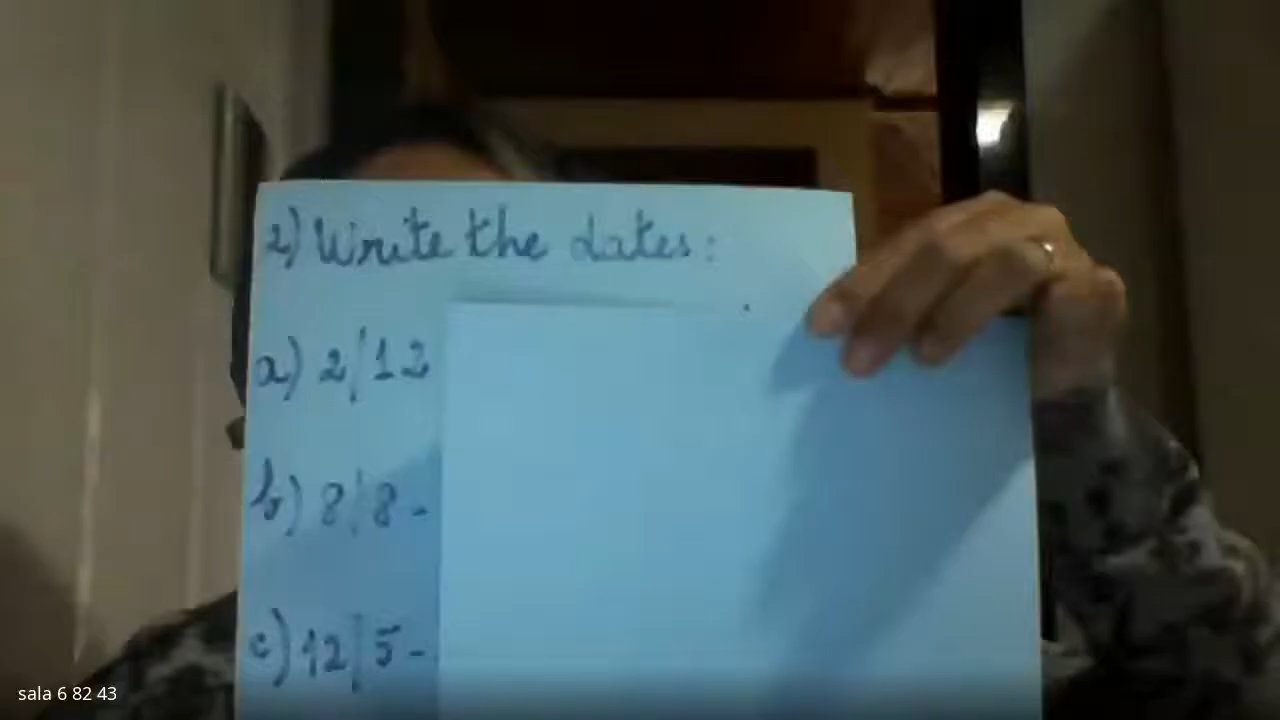 2) Write the dates:
a) 2/12
b) 8/8 -
c) 12/5 -
sala 6 82 43